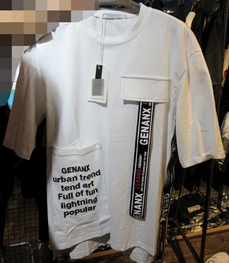 GENANX
GENANX
GENANX
urban trend
tend art
Full of fun
lightning
popular